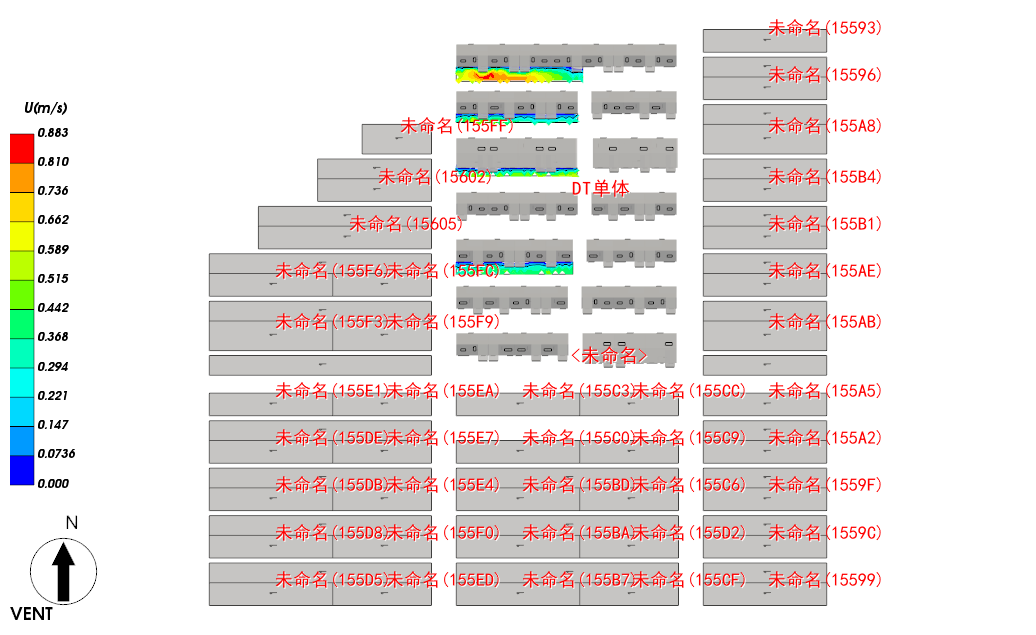 未命名(15593)
未命名(15596)
U(m/s)
0.883
未命名(155FF)
未命名(155A8)
0.810
未命名(15602)
未命名(155B4)
0.736
DT单体
0.662
未命名(15605)
未命名(155B1)
0.589
未命名(155F6)未命名(155FC)
未命名(155AE)
0.515
0.442
未命名(155F3)未命名(155F9)
未命名(155AB)
0.368
<未命名>
0.294
未命名(155E1)未命名(155EA)
未命名(155C3)未命名(155CC)
未命名(155A5)
0.221
0.147
未命名(155DE)未命名(155E7)
未命名(155C0)未命名(155C9)
未命名(155A2)
0.0736
0.000
未命名(155DB)未命名(155E4)
未命名(155BD)未命名(155C6)
未命名(1559F)
N
未命名(155D8)未命名(155F0)
未命名(155BA)未命名(155D2)
未命名(1559C)
未命名(155D5)未命名(155ED)
未命名(155B7)未命名(155CF)
未命名(15599)
VENT